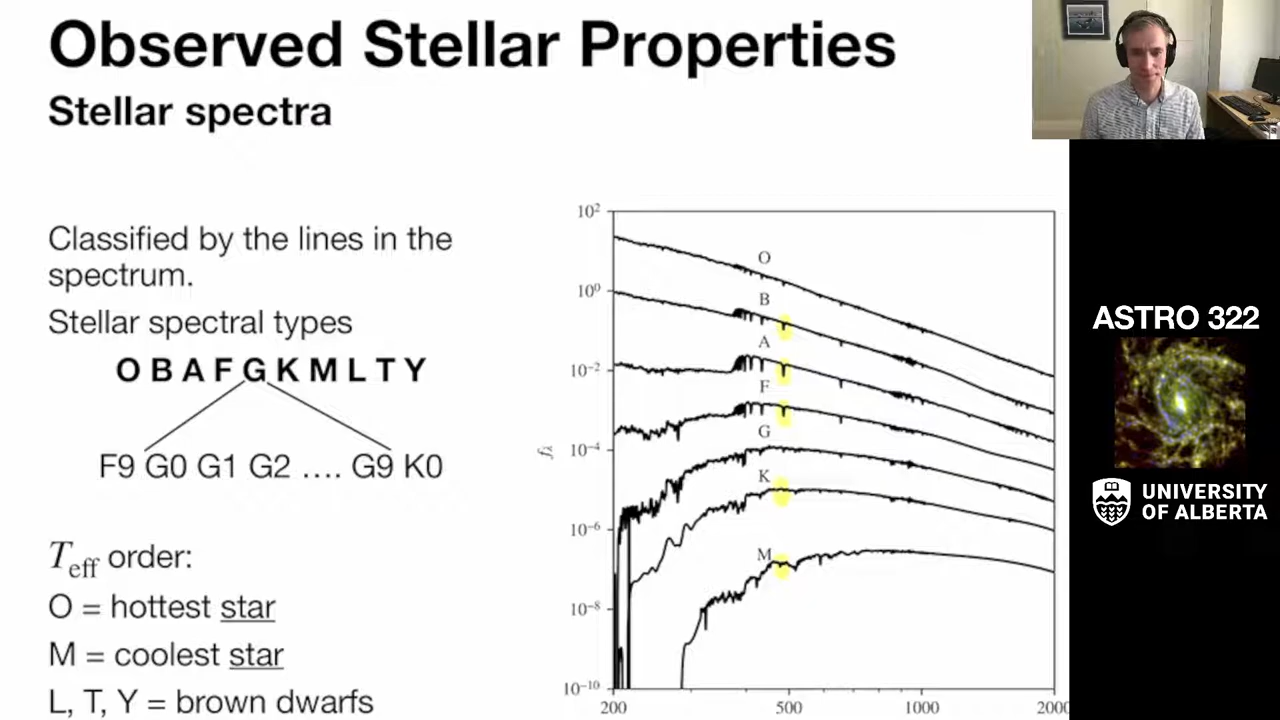 Observed Stellar Properties
Stellar spectra
Classified by the lines in the
spectrum.
Stellar spectral types
O B A F G K M L T Y
F9 G0 G1 G2 .... G9 K0
T_eff order:
O = hottest star
M = coolest star
L, T, Y = brown dwarfs
10²
10⁰
10⁻²
10⁻⁴
10⁻⁶
10⁻⁸
10⁻¹⁰
f_λ
O
B
A
F
G
K
M
200
500
1000
2000
ASTRO 322
UNIVERSITY
OF ALBERTA